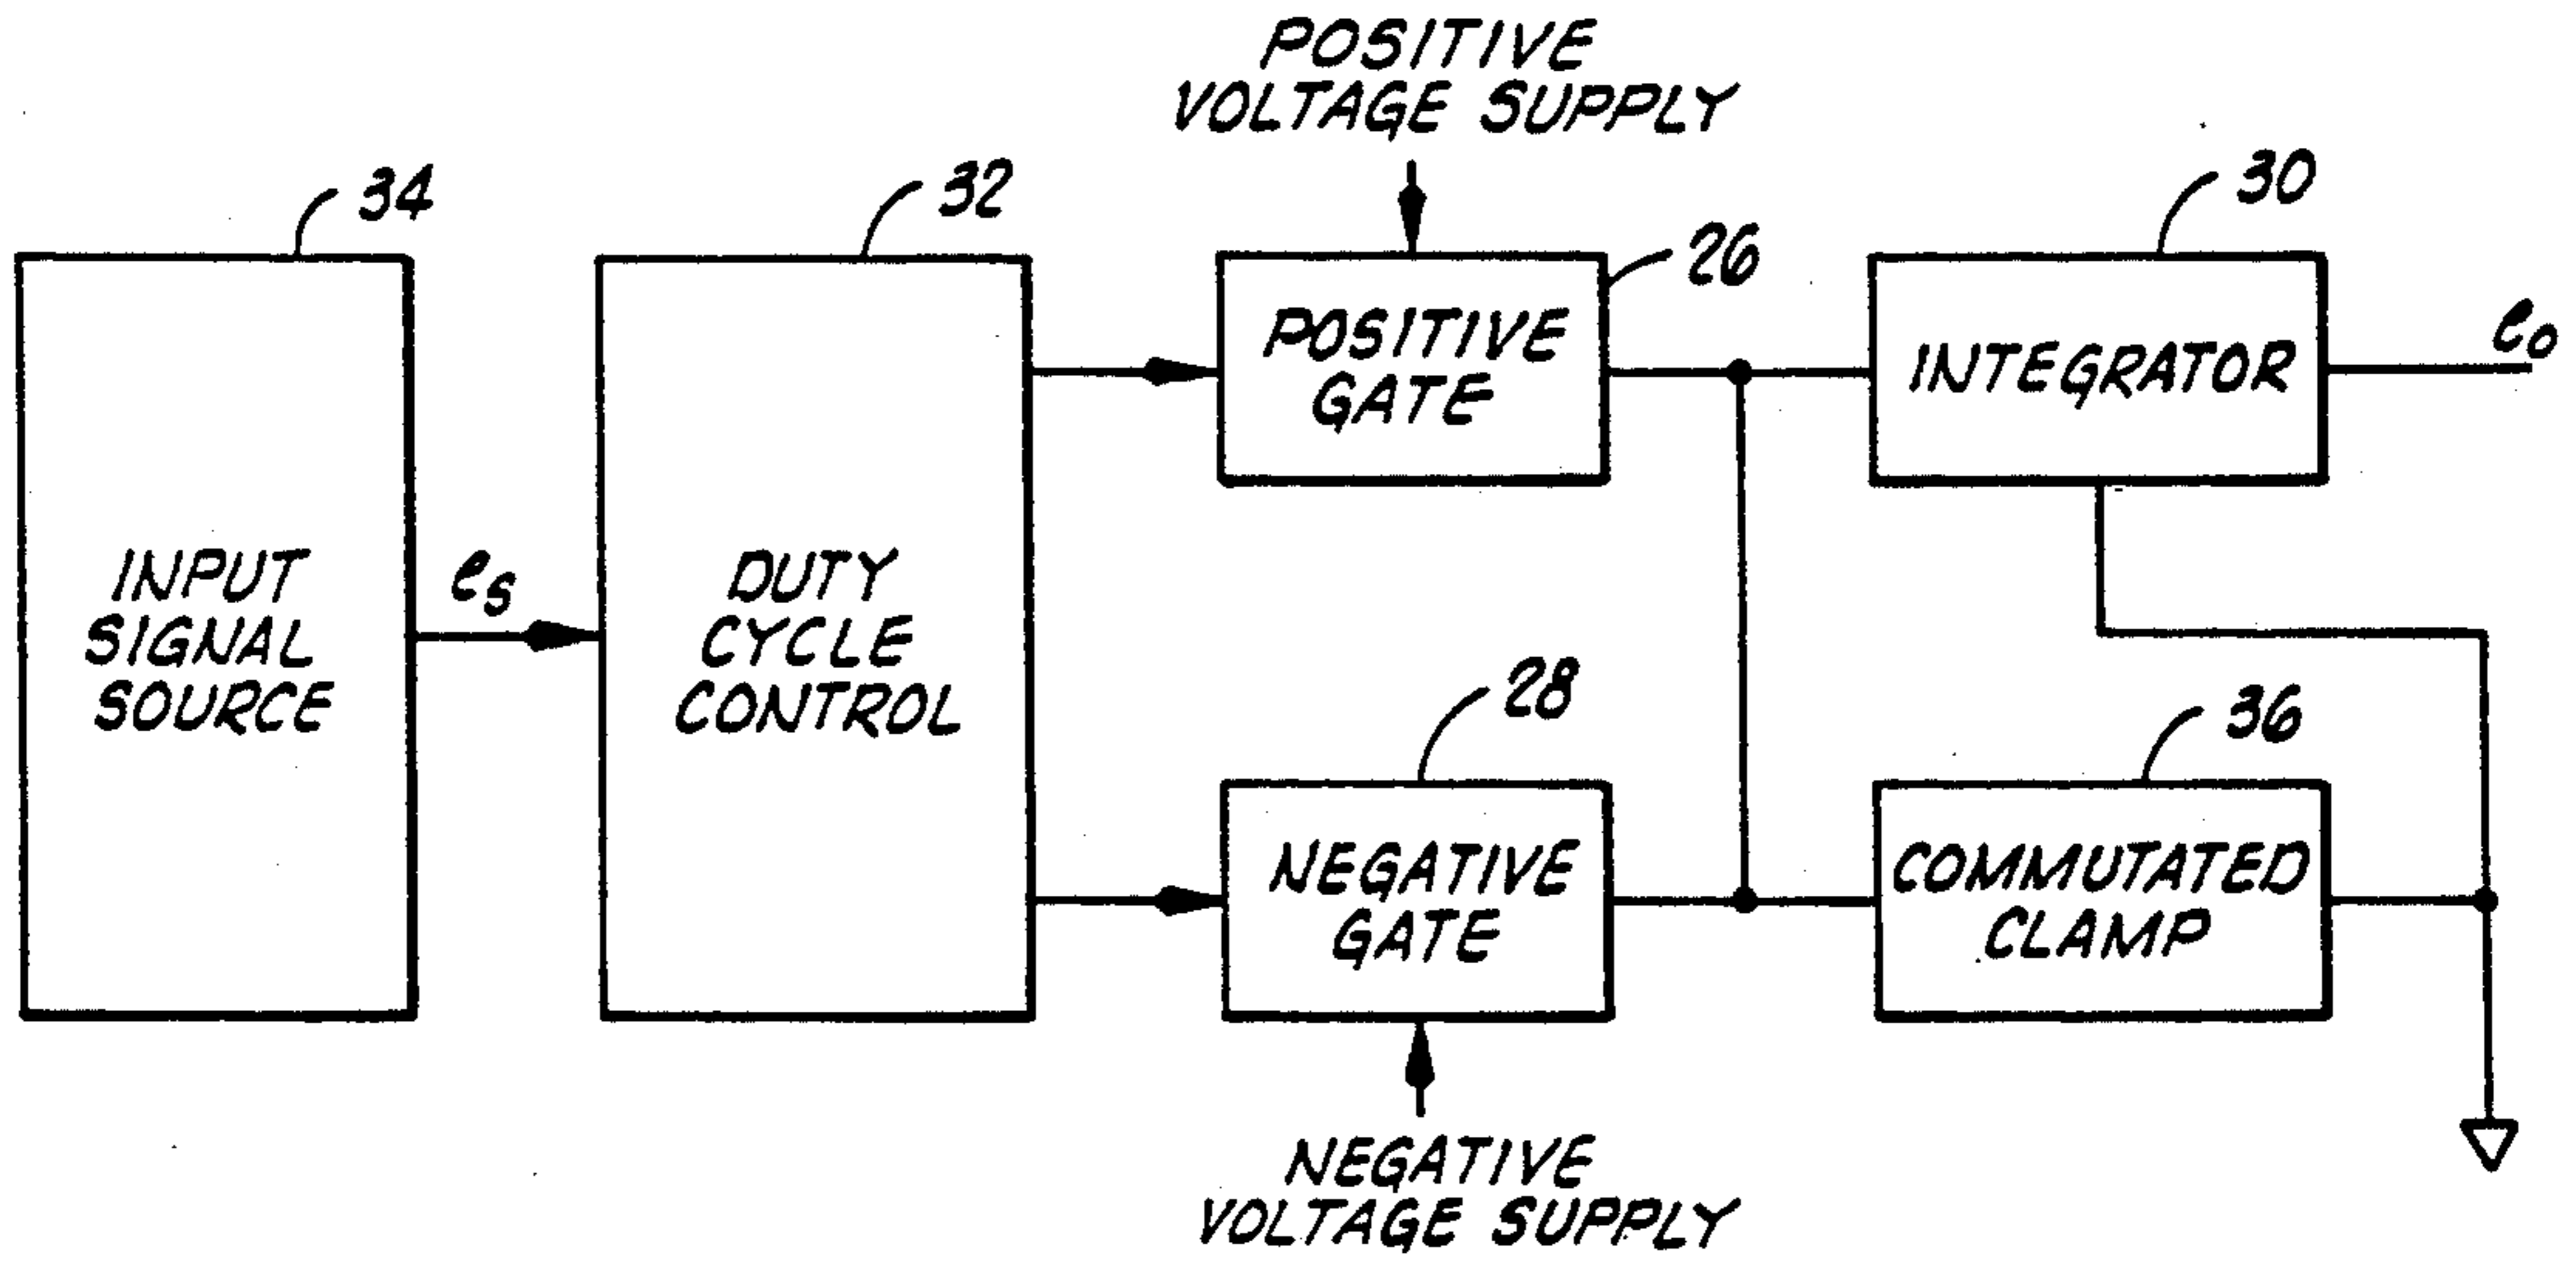 POSITIVE
VOLTAGE SUPPLY
34
32
26
30
INPUT
SIGNAL
SOURCE
es
DUTY
CYCLE
CONTROL
POSITIVE
GATE
INTEGRATOR
eo
28
36
NEGATIVE
GATE
COMMUTATED
CLAMP
NEGATIVE
VOLTAGE SUPPLY